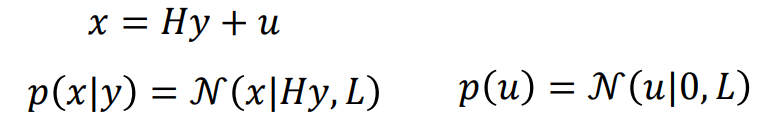 x = Hy + u
p(x|y) = 𝒩(x|Hy, L) p(u) = 𝒩(u|0, L)